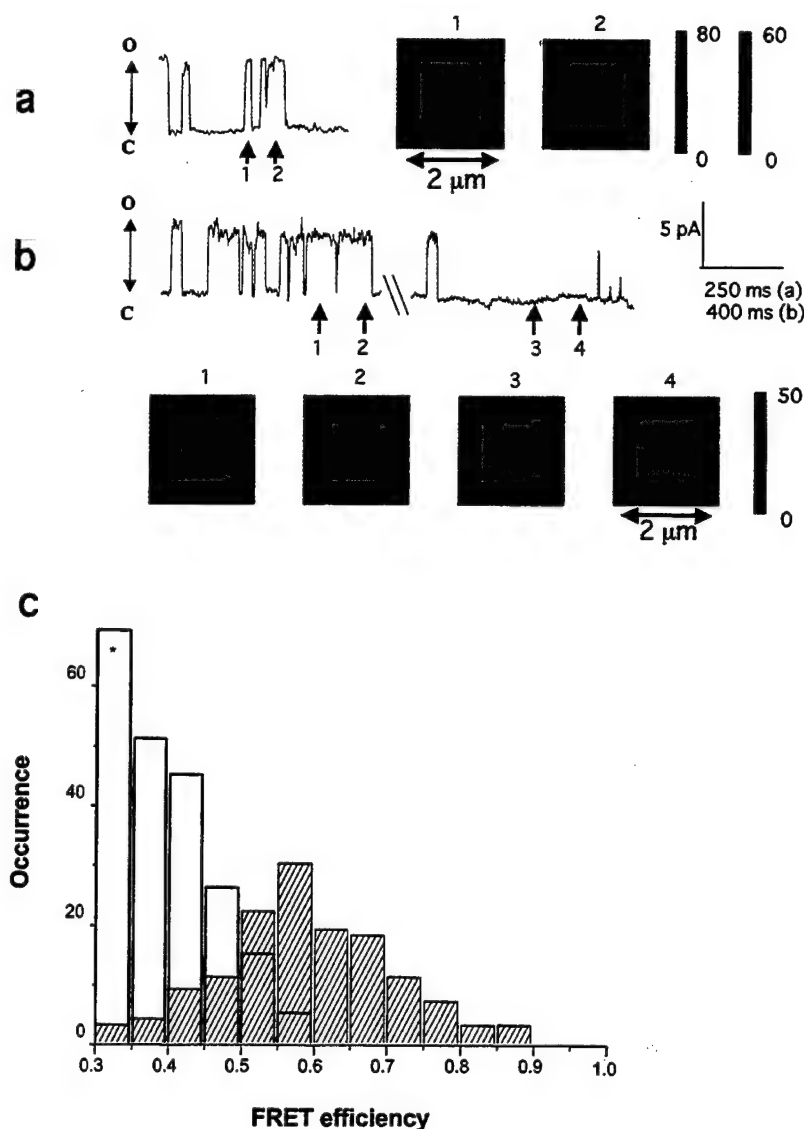 a
O
C
1 2
1 2
80 60
0 0
2 μm
b
O
C
1 2 3 4
5 pA
250 ms (a)
400 ms (b)
1 2 3 4
50
0
2 μm
c
*
60
40
20
0
Occurrence
0.3 0.4 0.5 0.6 0.7 0.8 0.9 1.0
FRET efficiency